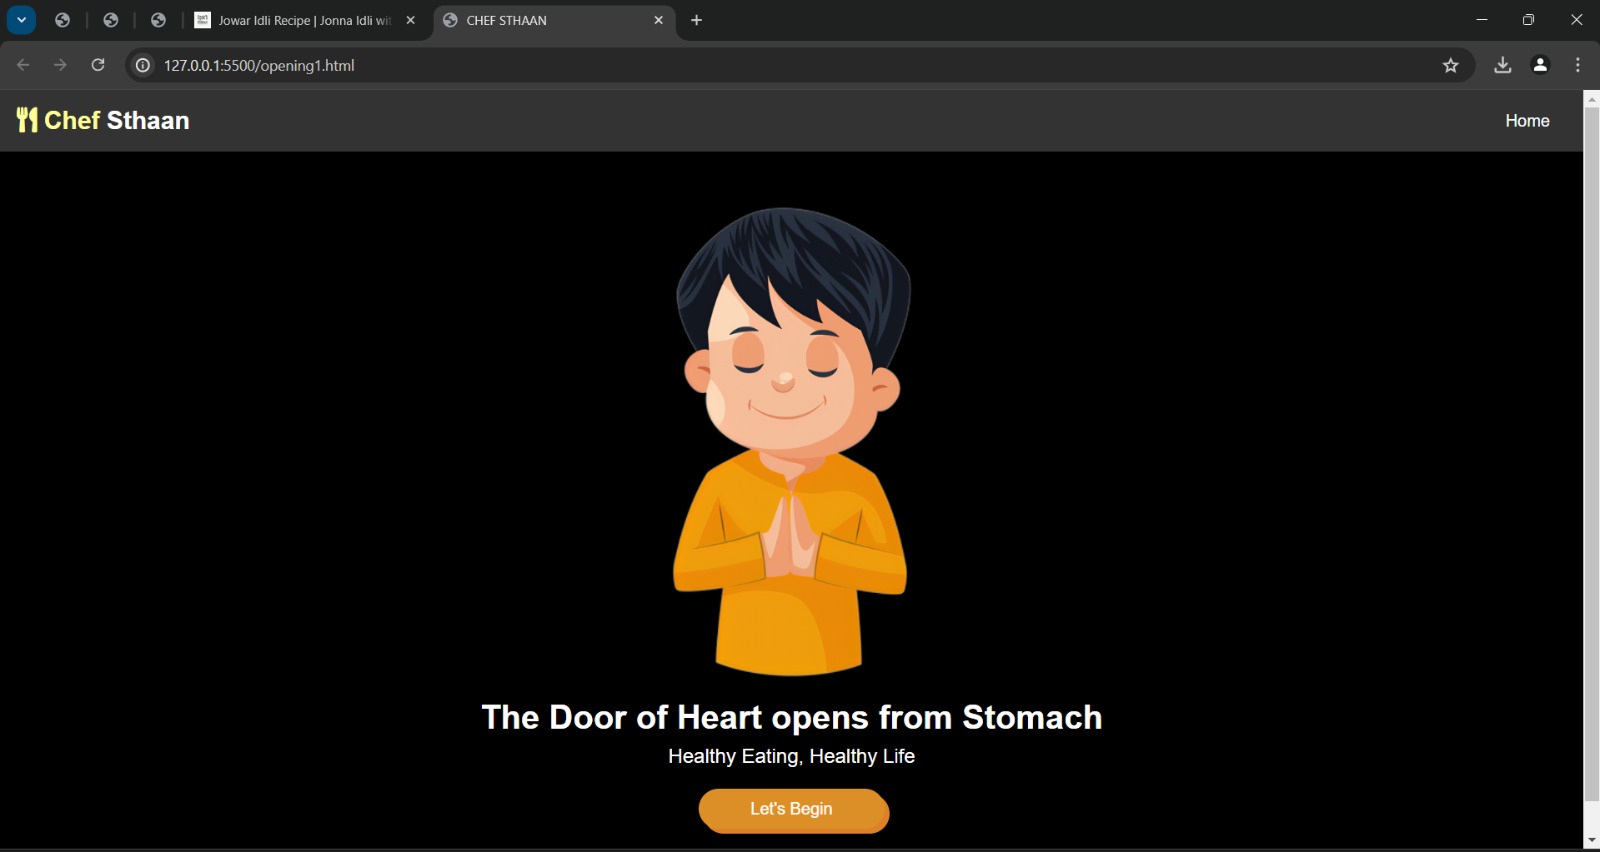 Jowar Idli Recipe | Jonna Idli wit
CHEF STHAAN
127.0.0.1:5500/opening1.html
Chef Sthaan
Home
The Door of Heart opens from Stomach
Healthy Eating, Healthy Life
Let's Begin